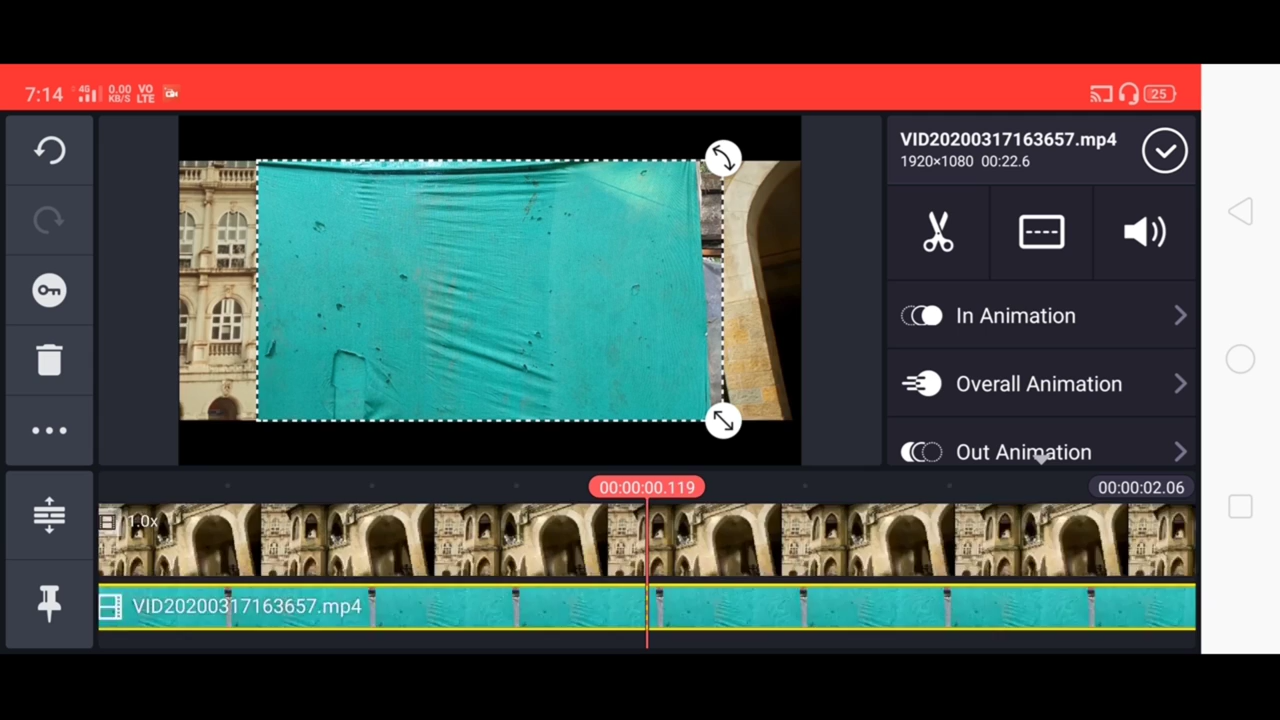 7:14 4G 0.00 KB/S VO LTE 25
VID20200317163657.mp4
1920×1080 00:22.6
In Animation
Overall Animation
Out Animation
00:00:00.119
00:00:02.06
1.0x
VID20200317163657.mp4